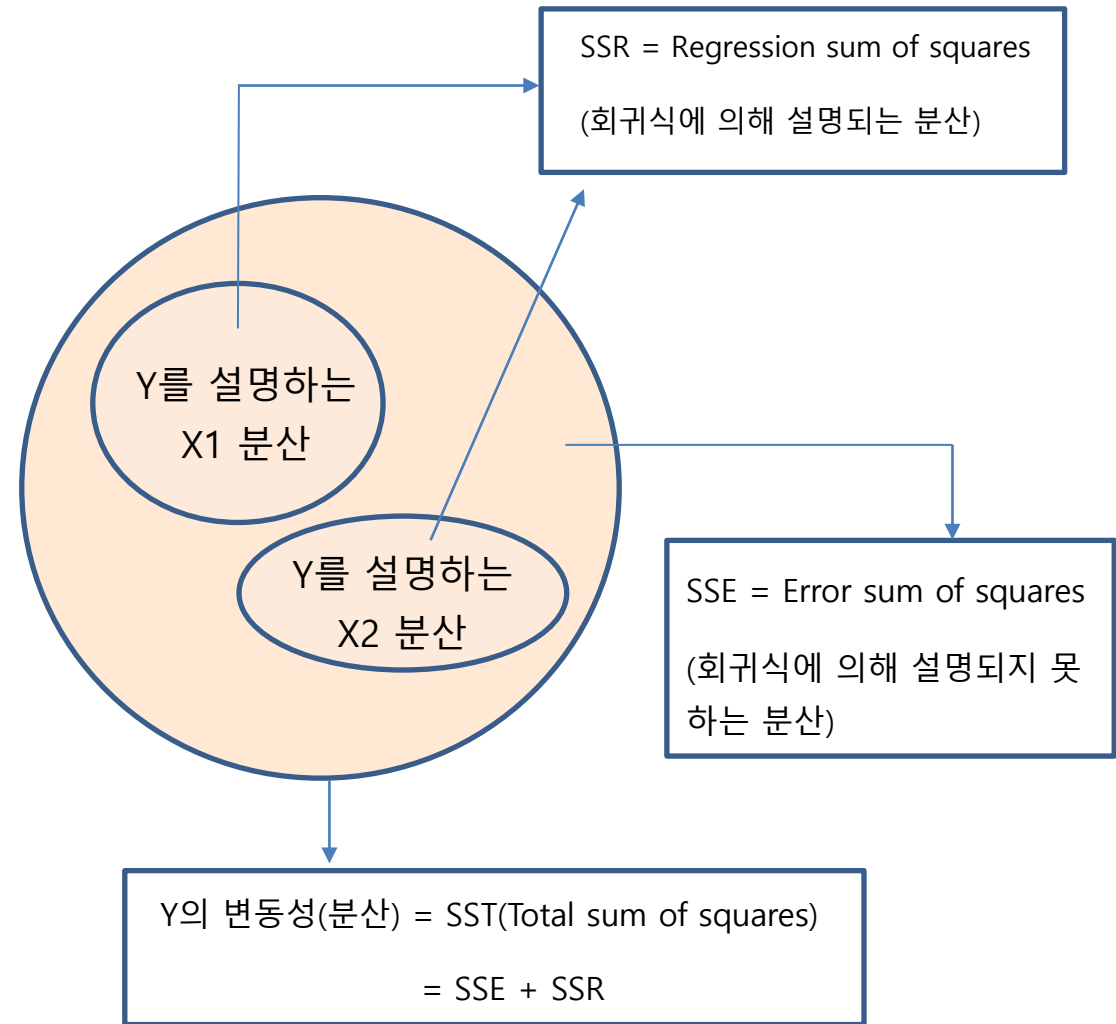 SSR = Regression sum of squares
(회귀식에 의해 설명되는 분산)
Y를 설명하는
X1 분산
Y를 설명하는
X2 분산
SSE = Error sum of squares
(회귀식에 의해 설명되지 못
하는 분산)
Y의 변동성(분산) = SST(Total sum of squares)
= SSE + SSR